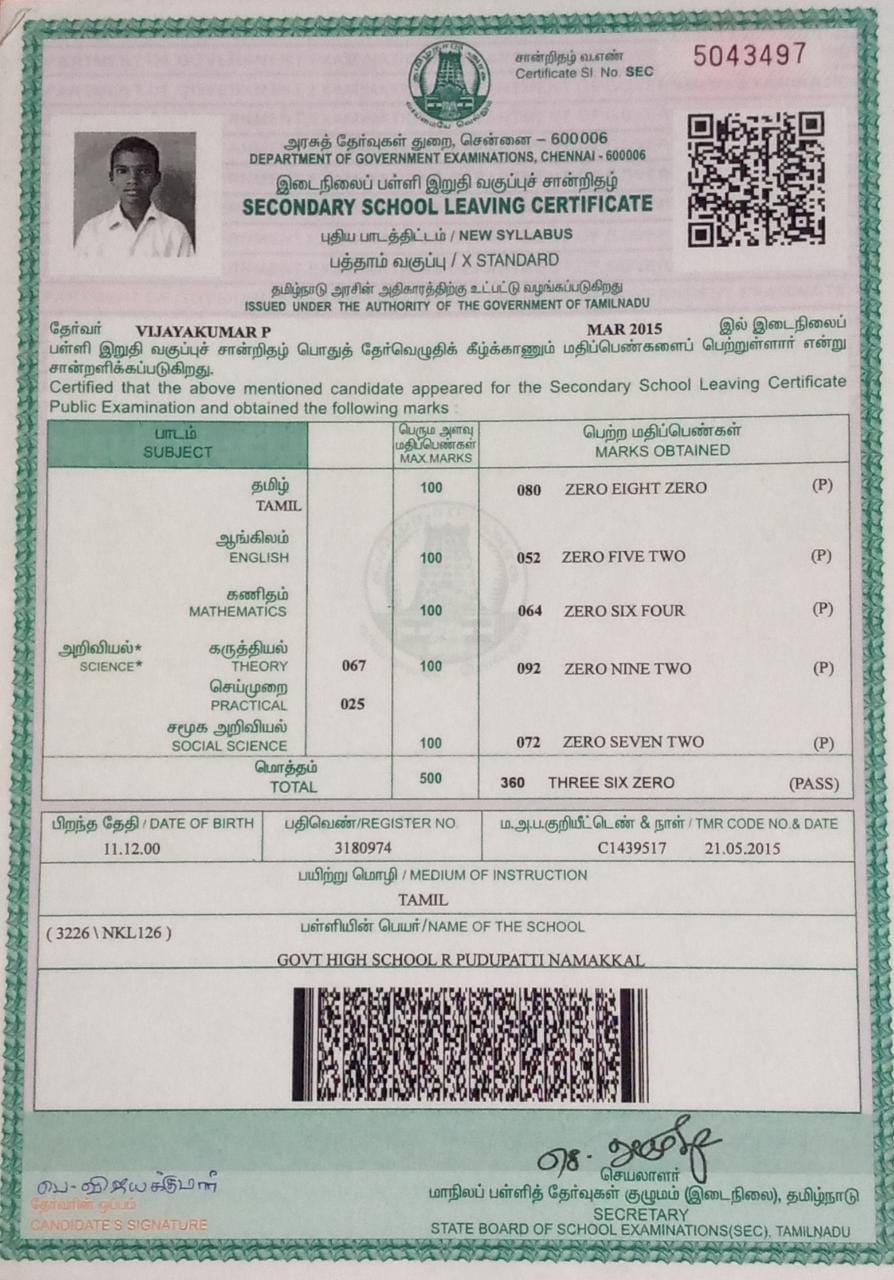 சான்றிதழ் வ.எண்
Certificate Sl. No. SEC
5043497
அரசுத் தேர்வுகள் துறை, சென்னை – 600006
DEPARTMENT OF GOVERNMENT EXAMINATIONS, CHENNAI - 600006
இடைநிலைப் பள்ளி இறுதி வகுப்புச் சான்றிதழ்
SECONDARY SCHOOL LEAVING CERTIFICATE
புதிய பாடத்திட்டம் / NEW SYLLABUS
பத்தாம் வகுப்பு / X STANDARD
தமிழ்நாடு அரசின் அதிகாரத்திற்கு உட்பட்டு வழங்கப்படுகிறது
ISSUED UNDER THE AUTHORITY OF THE GOVERNMENT OF TAMILNADU
தேர்வர் VIJAYAKUMAR P MAR 2015 இல் இடைநிலைப்
பள்ளி இறுதி வகுப்புச் சான்றிதழ் பொதுத் தேர்வெழுதிக் கீழ்க்காணும் மதிப்பெண்களைப் பெற்றுள்ளார் என்று
சான்றளிக்கப்படுகிறது.
Certified that the above mentioned candidate appeared for the Secondary School Leaving Certificate
Public Examination and obtained the following marks :
பாடம் பெரும அளவு பெற்ற மதிப்பெண்கள்
SUBJECT மதிப்பெண்கள் MARKS OBTAINED
MAX.MARKS
தமிழ் 100 080 ZERO EIGHT ZERO (P)
TAMIL
ஆங்கிலம்
ENGLISH 100 052 ZERO FIVE TWO (P)
கணிதம்
MATHEMATICS 100 064 ZERO SIX FOUR (P)
அறிவியல்* கருத்தியல்
SCIENCE* THEORY 067 100 092 ZERO NINE TWO (P)
செய்முறை
PRACTICAL 025
சமூக அறிவியல்
SOCIAL SCIENCE 100 072 ZERO SEVEN TWO (P)
மொத்தம்
TOTAL 500 360 THREE SIX ZERO (PASS)
பிறந்த தேதி / DATE OF BIRTH பதிவெண்/REGISTER NO ம.அ.ப.குறியீட்டெண் & நாள் / TMR CODE NO.& DATE
11.12.00 3180974 C1439517 21.05.2015
பயிற்று மொழி / MEDIUM OF INSTRUCTION
TAMIL
( 3226 \ NKL126 ) பள்ளியின் பெயர்/NAME OF THE SCHOOL
GOVT HIGH SCHOOL R PUDUPATTI NAMAKKAL
பெ. விஜயக்குமார்
தேர்வரின் ஒப்பம்
CANDIDATE'S SIGNATURE
செயலாளர்
மாநிலப் பள்ளித் தேர்வுகள் குழுமம் (இடைநிலை), தமிழ்நாடு
SECRETARY
STATE BOARD OF SCHOOL EXAMINATIONS(SEC), TAMILNADU